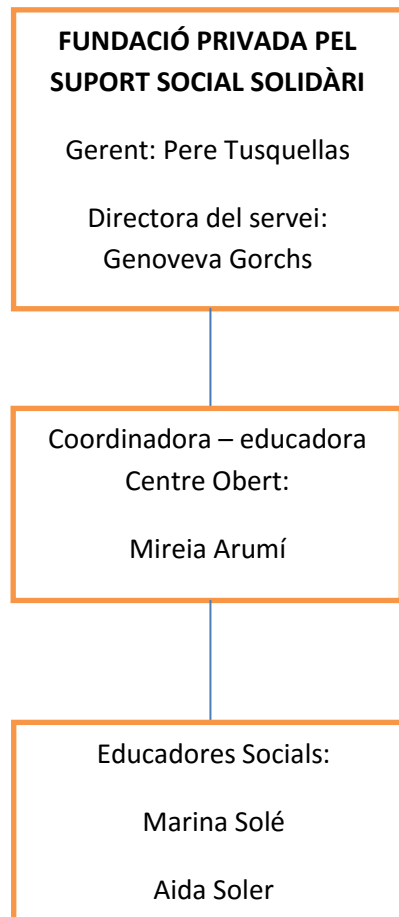 FUNDACIÓ PRIVADA PEL
SUPORT SOCIAL SOLIDÀRI
Gerent: Pere Tusquellas
Directora del servei:
Genoveva Gorchs
Coordinadora – educadora
Centre Obert:
Mireia Arumí
Educadores Socials:
Marina Solé
Aida Soler